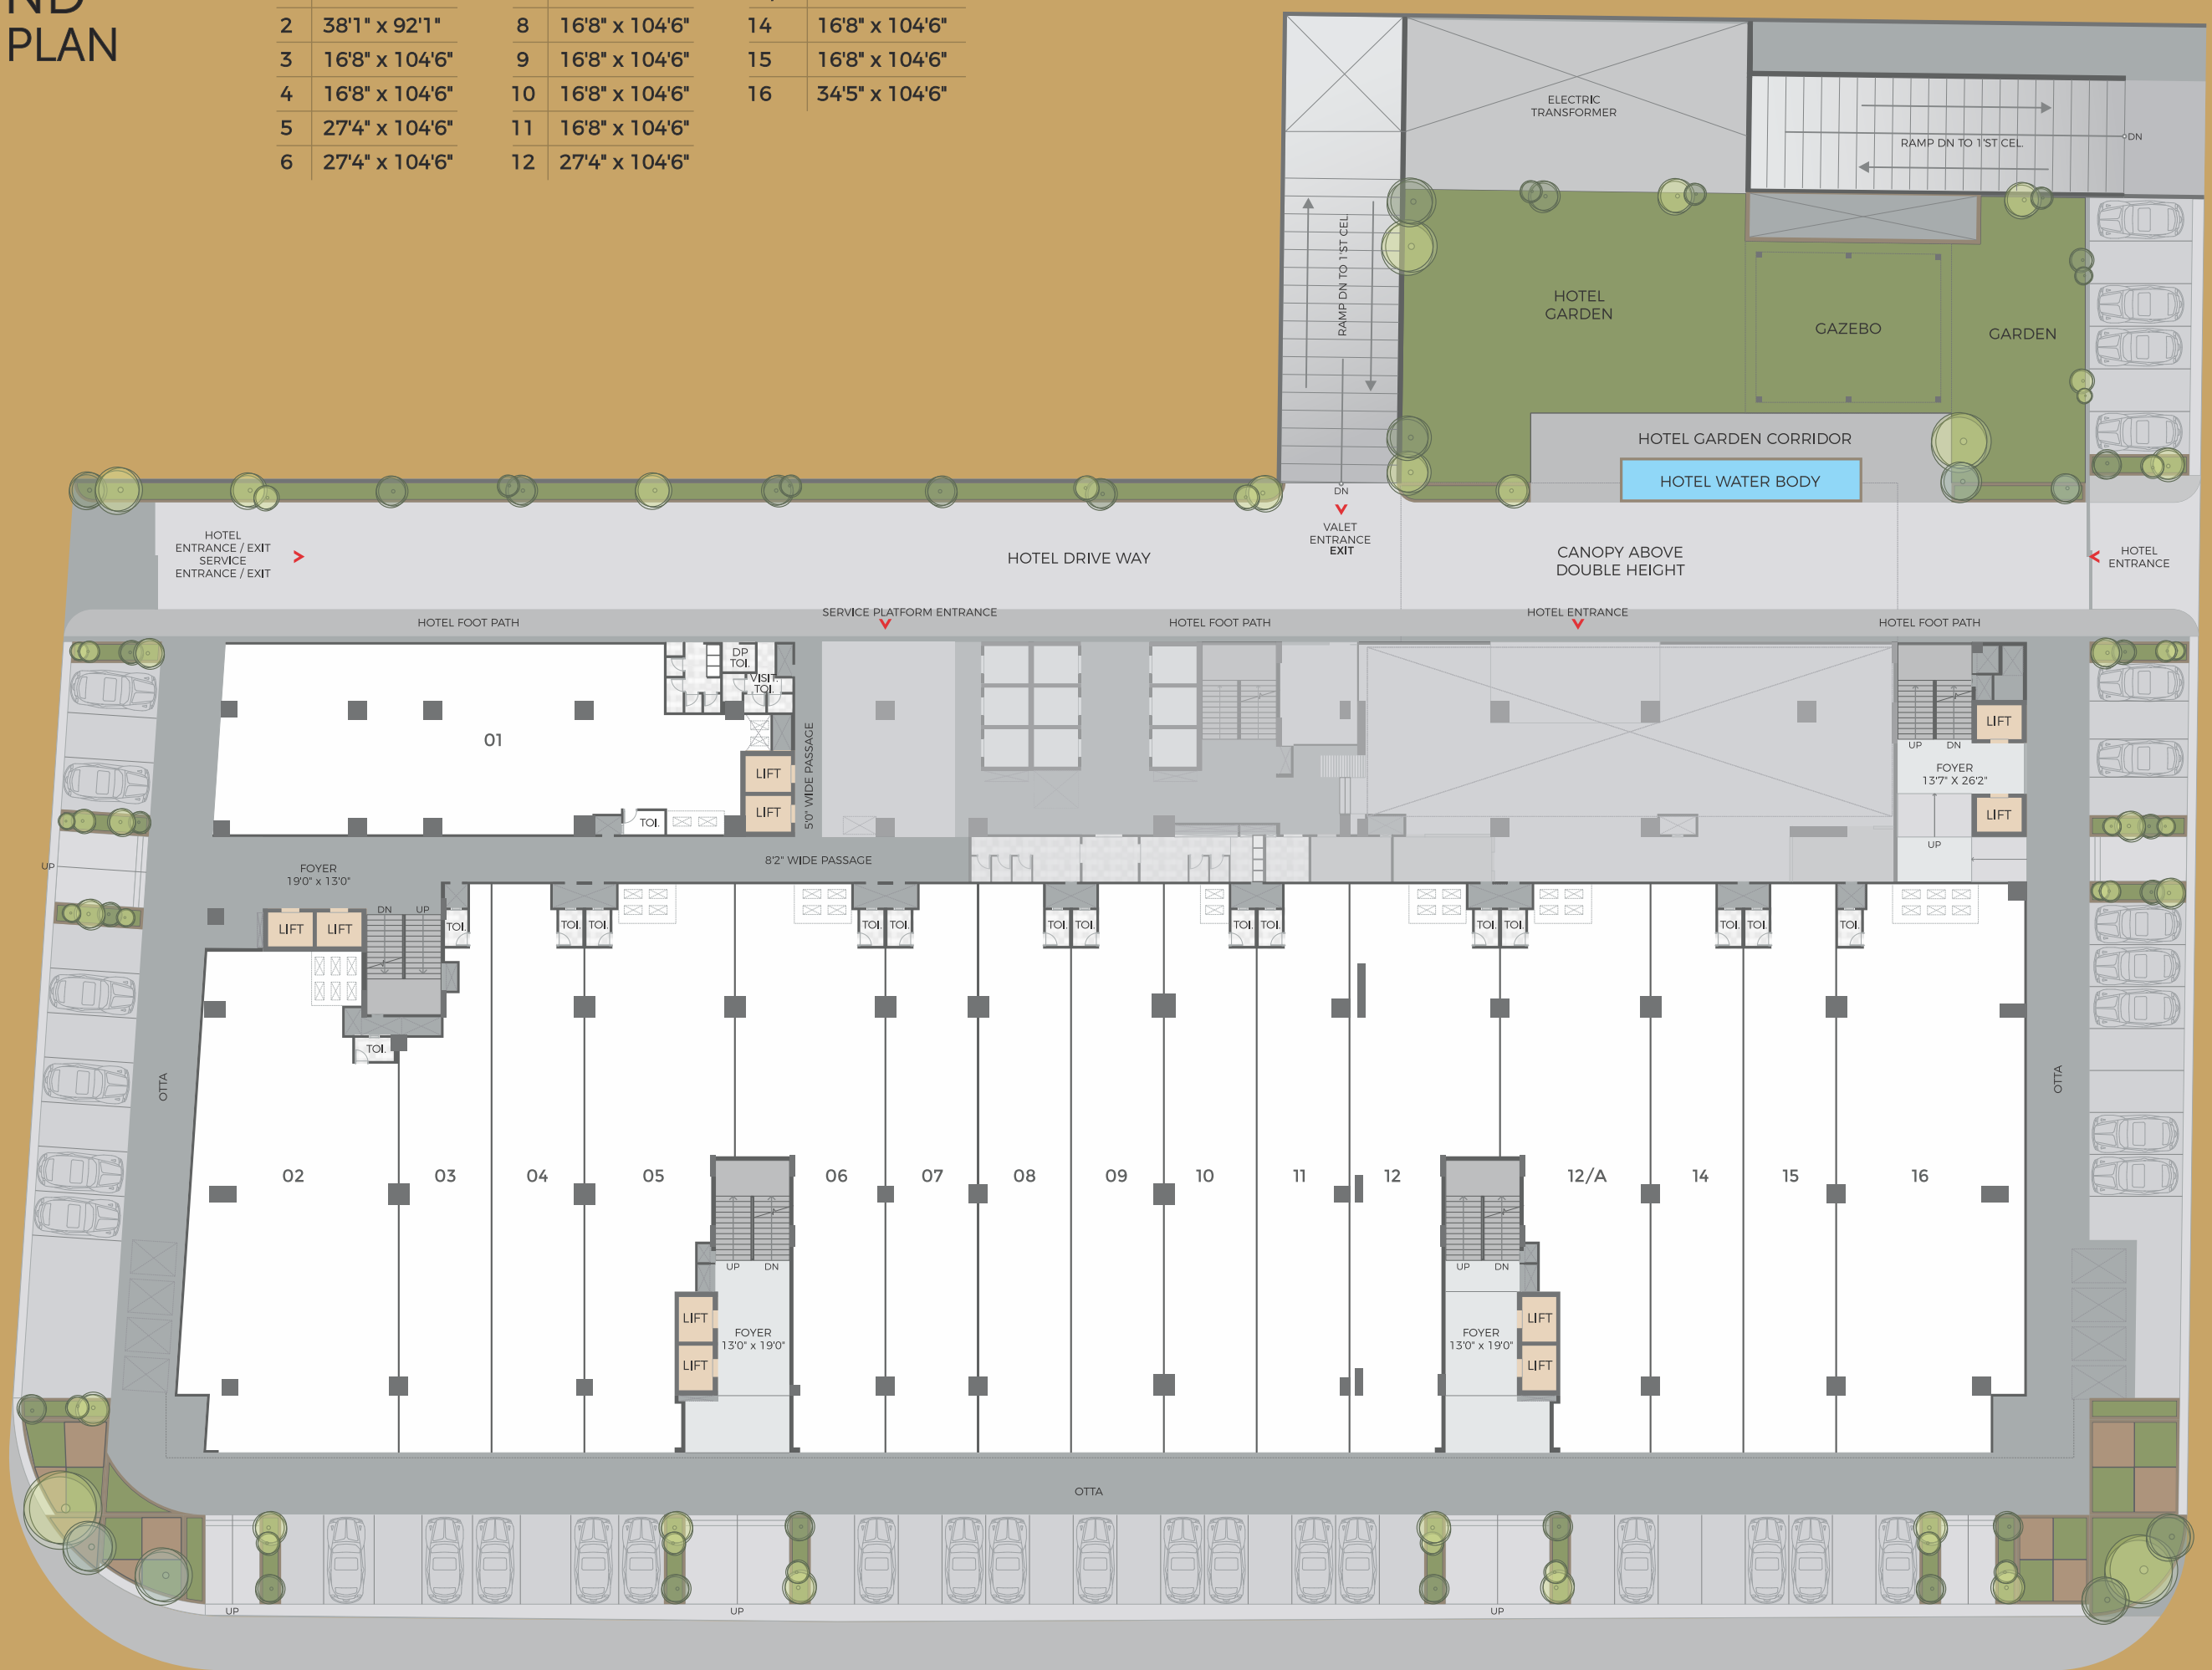 ND
PLAN
2 38'1" x 92'1"
3 16'8" x 104'6"
4 16'8" x 104'6"
5 27'4" x 104'6"
6 27'4" x 104'6"
8 16'8" x 104'6"
9 16'8" x 104'6"
10 16'8" x 104'6"
11 16'8" x 104'6"
12 27'4" x 104'6"
14 16'8" x 104'6"
15 16'8" x 104'6"
16 34'5" x 104'6"
ELECTRIC
TRANSFORMER
RAMP DN TO 1'ST CEL.
DN
RAMP DN TO 1'ST CEL.
HOTEL
GARDEN
GAZEBO
GARDEN
HOTEL GARDEN CORRIDOR
HOTEL WATER BODY
DN
VALET
ENTRANCE
EXIT
HOTEL
ENTRANCE / EXIT
SERVICE
ENTRANCE / EXIT
HOTEL DRIVE WAY
CANOPY ABOVE
DOUBLE HEIGHT
HOTEL
ENTRANCE
SERVICE PLATFORM ENTRANCE
HOTEL ENTRANCE
HOTEL FOOT PATH
HOTEL FOOT PATH
HOTEL FOOT PATH
DP
TOI.
VISIT.
TOI.
01
LIFT
LIFT
TOI.
5'0" WIDE PASSAGE
LIFT
UP DN
FOYER
13'7" X 26'2"
LIFT
UP
8'2" WIDE PASSAGE
UP
FOYER
19'0" x 13'0"
DN UP
LIFT LIFT
TOI.
TOI. TOI.
TOI. TOI.
TOI. TOI.
TOI. TOI.
TOI. TOI.
TOI. TOI.
TOI.
TOI.
OTTA
OTTA
02 03 04 05 06 07 08 09 10 11 12 12/A 14 15 16
UP DN
UP DN
LIFT
LIFT
FOYER
13'0" x 19'0"
FOYER
13'0" x 19'0"
LIFT
LIFT
OTTA
UP
UP
UP